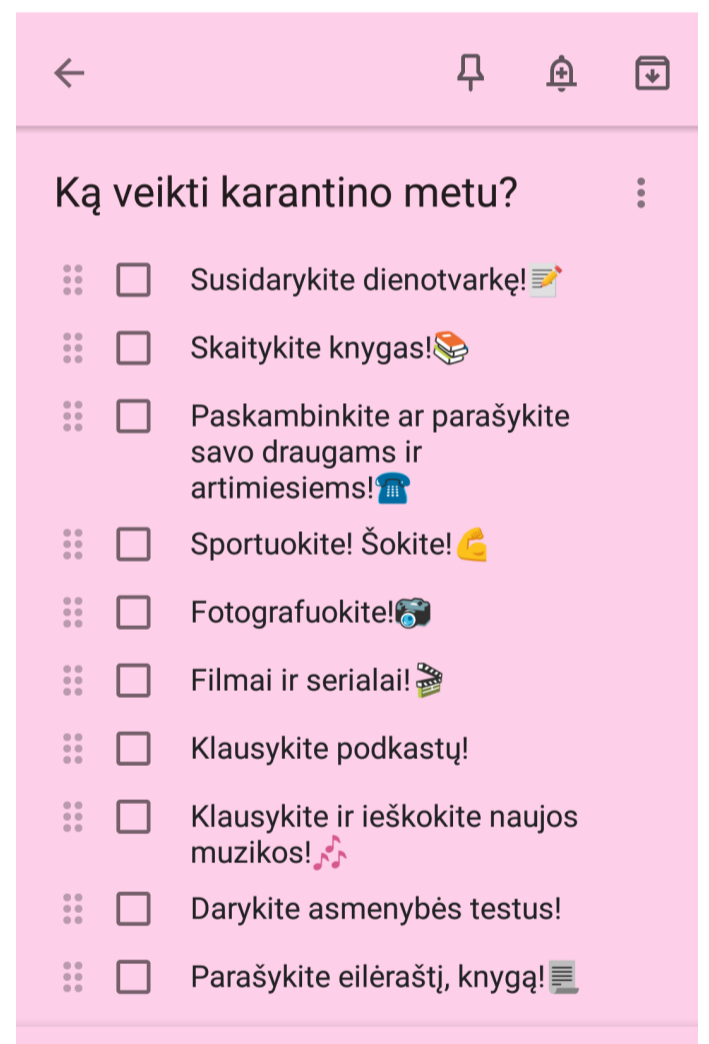 Ką veikti karantino metu?
Susidarykite dienotvarkę!📝
Skaitykite knygas!📚
Paskambinkite ar parašykite
savo draugams ir
artimiesiems!☎️
Sportuokite! Šokite!💪
Fotografuokite!📷
Filmai ir serialai!🎬
Klausykite podkastų!
Klausykite ir ieškokite naujos
muzikos!🎶
Darykite asmenybės testus!
Parašykite eilėraštį, knygą!📃